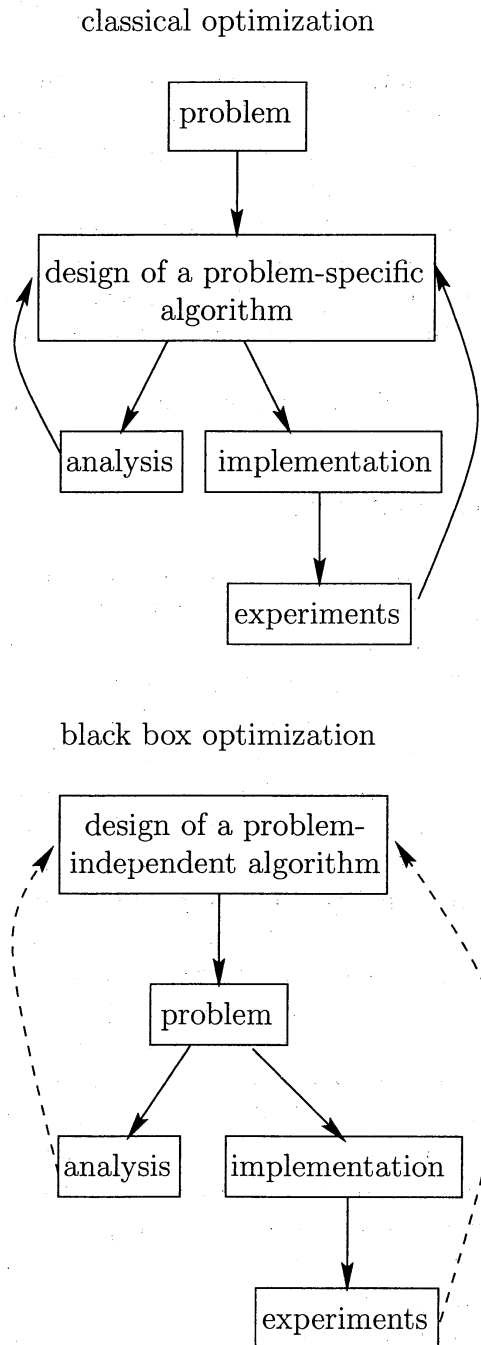 classical optimization
problem
design of a problem-specific
algorithm
analysis
implementation
experiments
black box optimization
design of a problem-
independent algorithm
problem
analysis
implementation
experiments